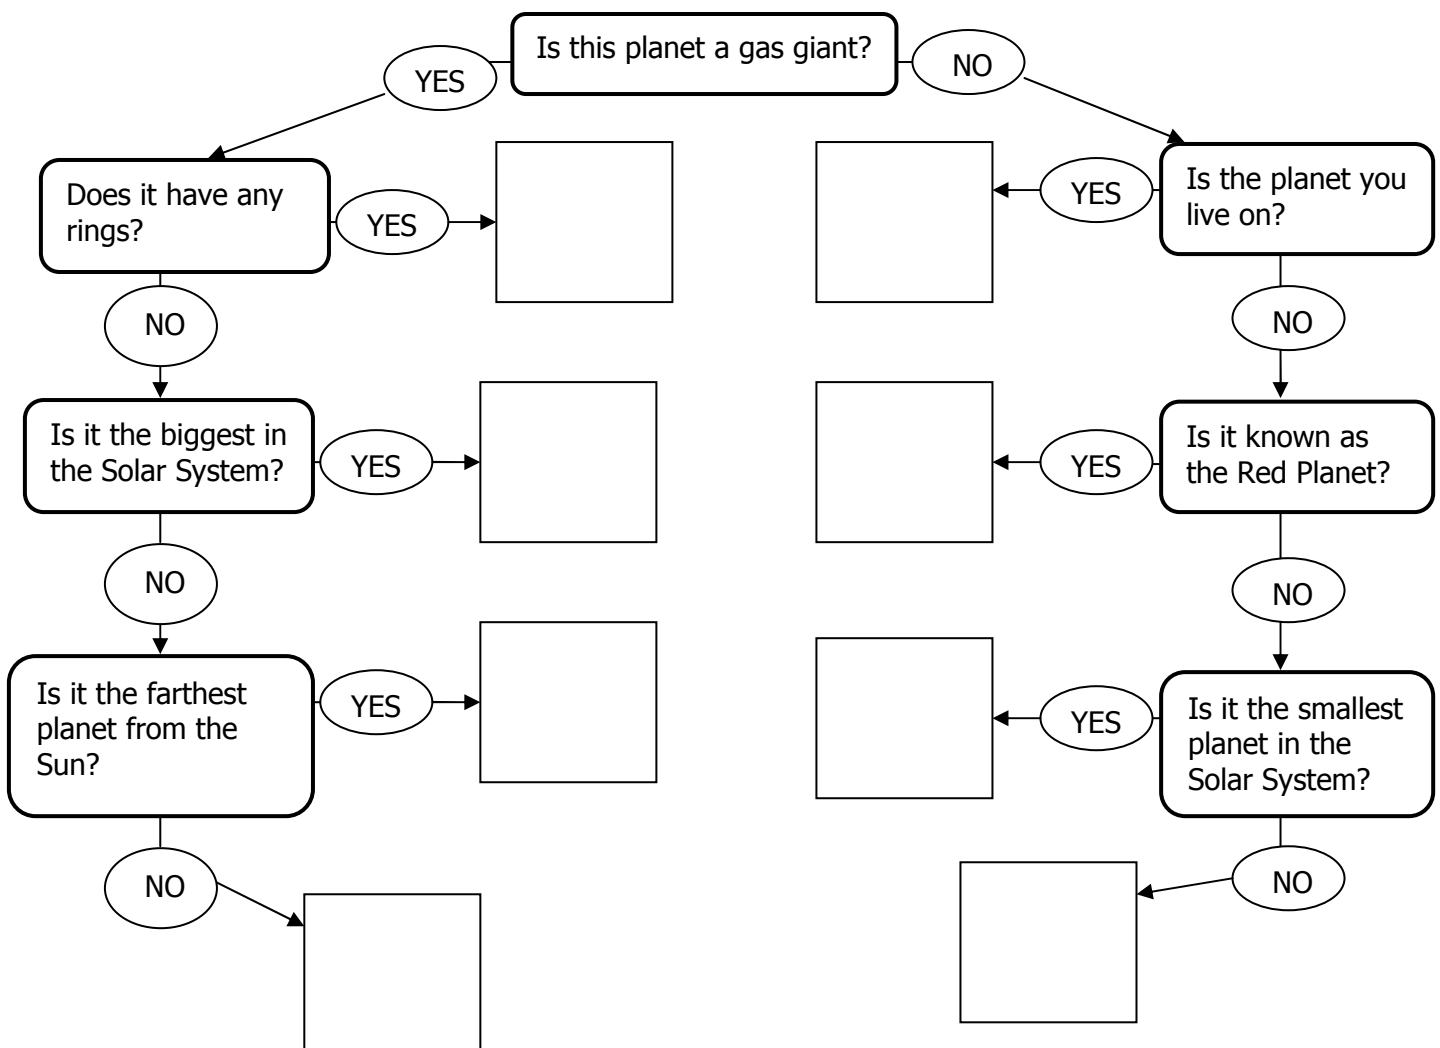 Is this planet a gas giant?
YES
NO
Does it have any
rings?
YES
YES
Is the planet you
live on?
NO
NO
Is it the biggest in
the Solar System?
YES
YES
Is it known as
the Red Planet?
NO
NO
Is it the farthest
planet from the
Sun?
YES
YES
Is it the smallest
planet in the
Solar System?
NO
NO